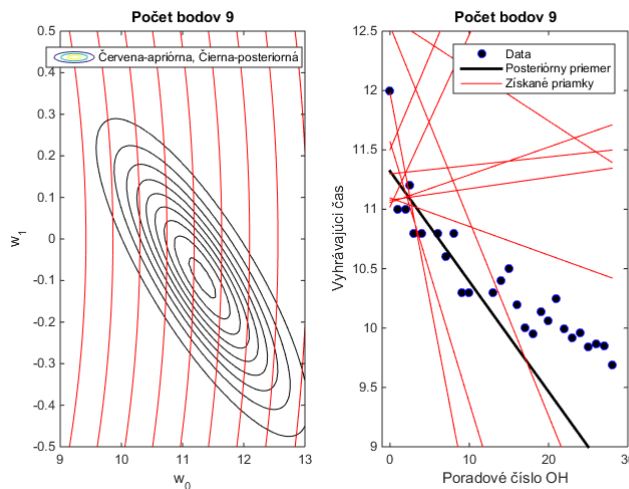 Počet bodov 9
0.5
0.4
0.3
0.2
0.1
0
-0.1
-0.2
-0.3
-0.4
-0.5
w1
Červena-apriórna, Čierna-posteriorná
9 10 11 12 13
w0
Počet bodov 9
12.5
12
11.5
11
10.5
10
9.5
9
Vyhrávajúci čas
Data
Posteriórny priemer
Získané priamky
0 10 20 30
Poradové číslo OH